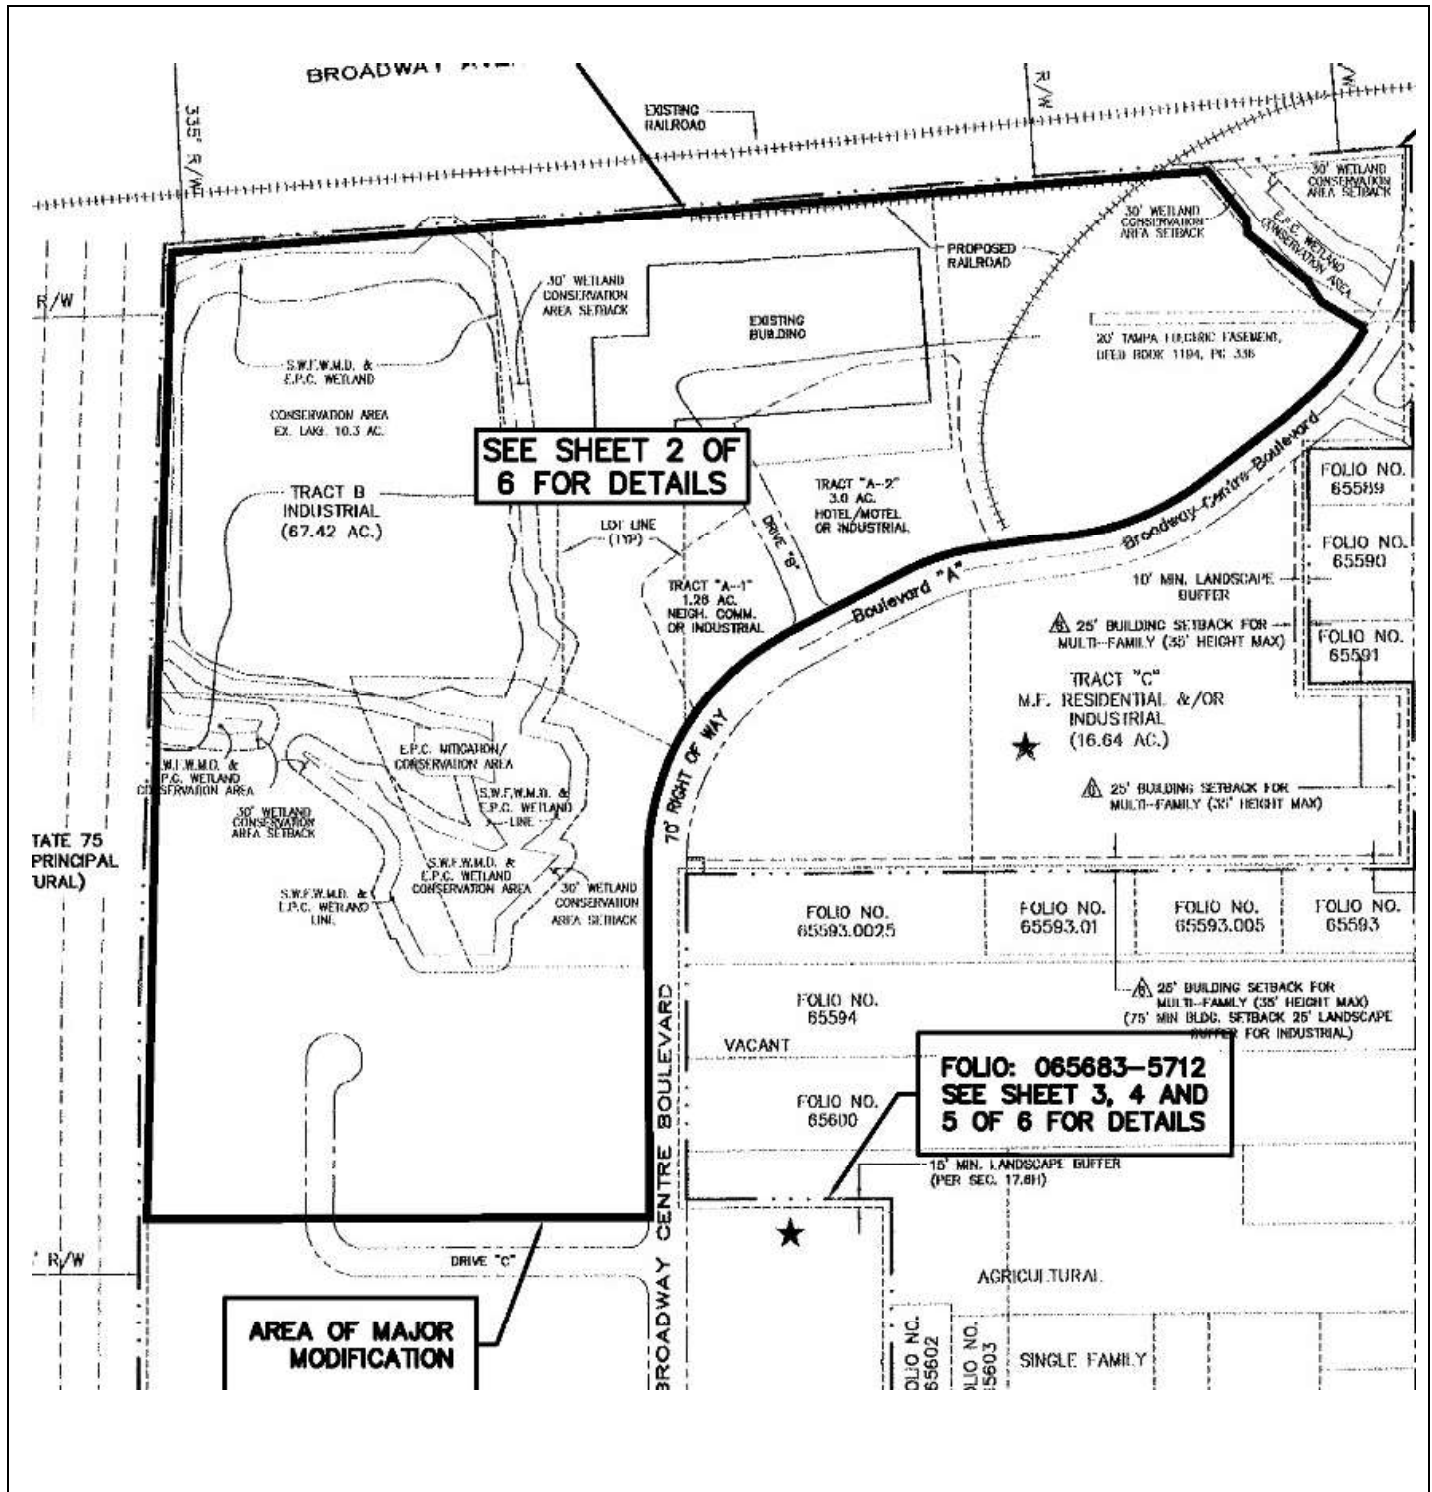 BROADWAY
335' R/W
EXISTING
RAILROAD
R/W
R/W
30' WETLAND
CONSERVATION
AREA SETBACK
30' WETLAND
CONSERVATION
AREA SETBACK
E.P.C. WETLAND
CONSERVATION AREA
PROPOSED
RAILROAD
R/W
30' WETLAND
CONSERVATION
AREA SETBACK
EXISTING
BUILDING
20' TAMPA ELECTRIC EASEMENT,
DEED BOOK 1194, PG 336
S.W.F.W.M.D. &
E.P.C. WETLAND
CONSERVATION AREA
EX. LAKE 10.3 AC.
SEE SHEET 2 OF
6 FOR DETAILS
TRACT B
INDUSTRIAL
(67.42 AC.)
TRACT "A-2"
3.0 AC.
HOTEL/MOTEL
OR INDUSTRIAL
LOT LINE
(TYP)
DRIVE "B"
Broadway Centre Boulevard
FOLIO NO.
65589
FOLIO NO.
65590
TRACT "A-1"
1.26 AC.
NEIGH. COMM.
OR INDUSTRIAL
Boulevard "A"
10' MIN. LANDSCAPE
BUFFER
25' BUILDING SETBACK FOR
MULTI-FAMILY (35' HEIGHT MAX)
FOLIO NO.
65591
TRACT "C"
M.F. RESIDENTIAL &/OR
INDUSTRIAL
(16.64 AC.)
70' RIGHT OF WAY
E.P.C. MITIGATION/
CONSERVATION AREA
.W.F.W.M.D. &
P.C. WETLAND
CONSERVATION AREA
S.W.F.W.M.D. &
E.P.C. WETLAND
LINE
25' BUILDING SETBACK FOR
MULTI-FAMILY (35' HEIGHT MAX)
30' WETLAND
CONSERVATION
AREA SETBACK
TATE 75
PRINCIPAL
URAL)
S.W.F.W.M.D. &
E.P.C. WETLAND
CONSERVATION AREA
S.W.F.W.M.D. &
E.P.C. WETLAND
LINE
30' WETLAND
CONSERVATION
AREA SETBACK
FOLIO NO.
65593.0025
FOLIO NO.
65593.01
FOLIO NO.
65593.005
FOLIO NO.
65593
FOLIO NO.
65594
25' BUILDING SETBACK FOR
MULTI-FAMILY (35' HEIGHT MAX)
(75' MIN BLDG. SETBACK 25' LANDSCAPE
BUFFER FOR INDUSTRIAL)
VACANT
FOLIO NO.
65600
FOLIO: 065683-5712
SEE SHEET 3, 4 AND
5 OF 6 FOR DETAILS
15' MIN. LANDSCAPE BUFFER
(PER SEC. 17.6H)
BROADWAY CENTRE BOULEVARD
' R/W
DRIVE "C"
AGRICULTURAL
AREA OF MAJOR
MODIFICATION
OLIO NO.
65602
OLIO NO.
65603
SINGLE FAMILY